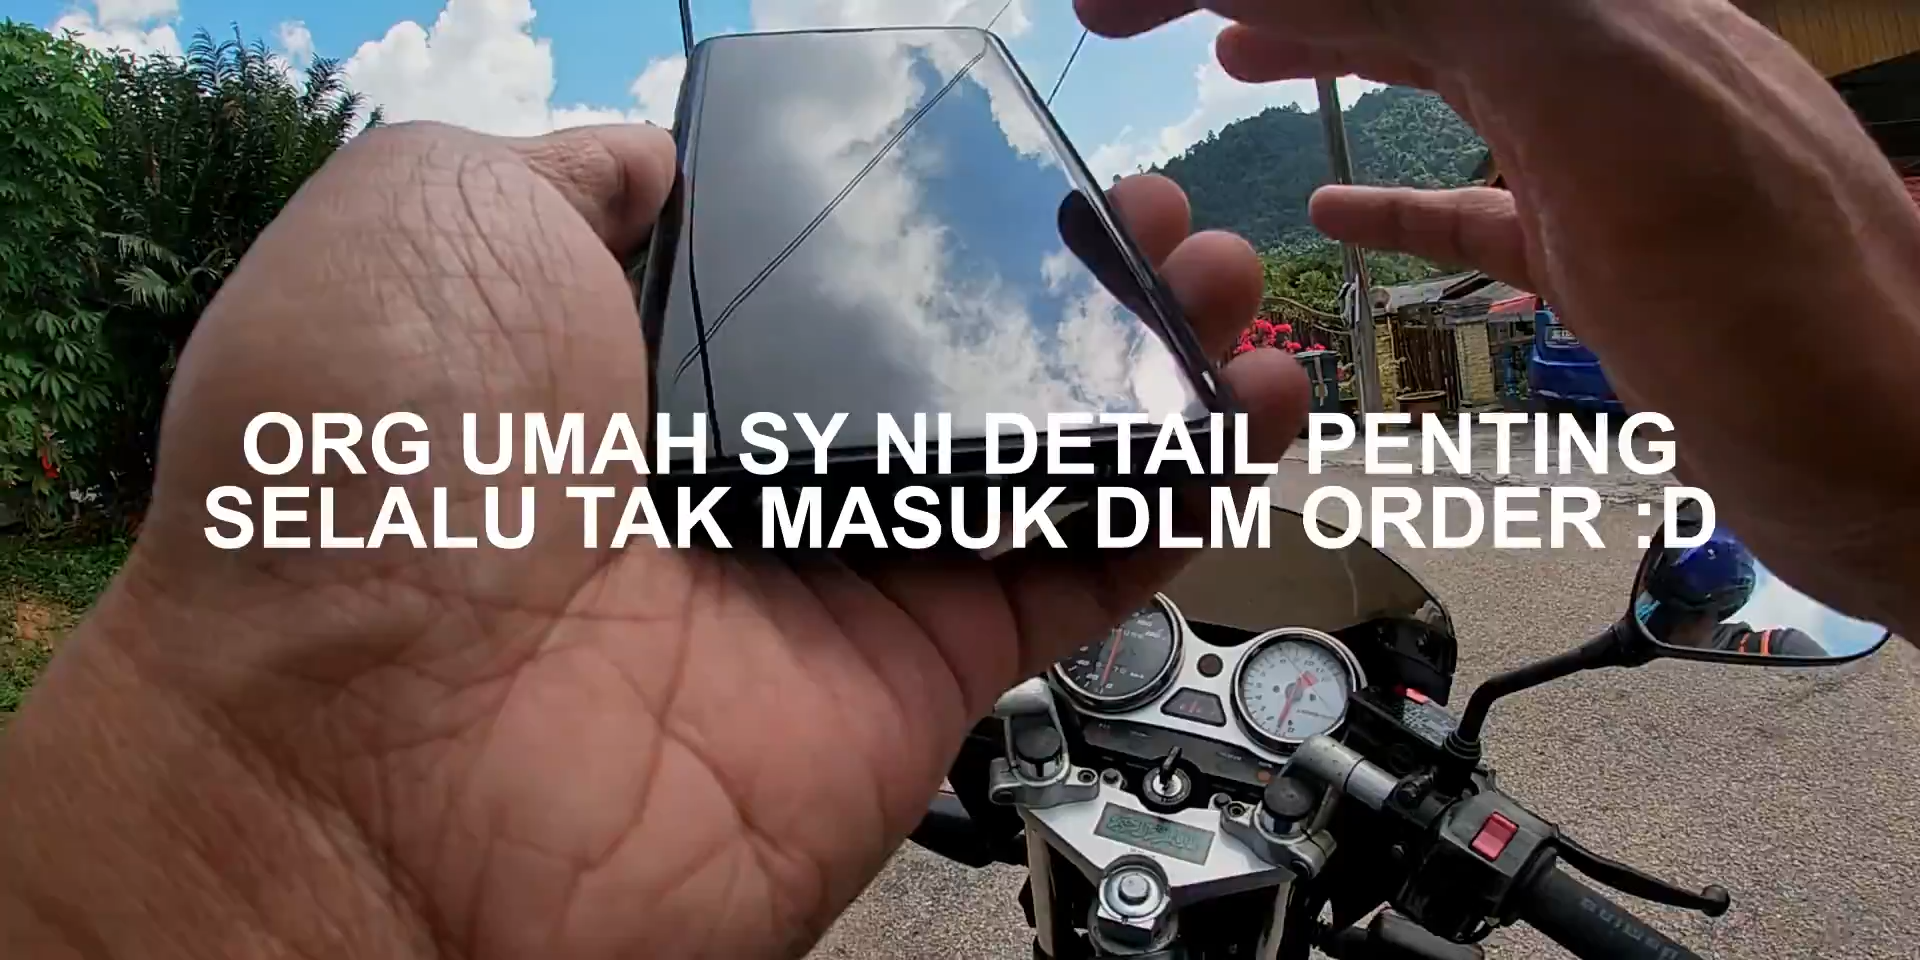 ORG UMAH SY NI DETAIL PENTING
SELALU TAK MASUK DLM ORDER :D